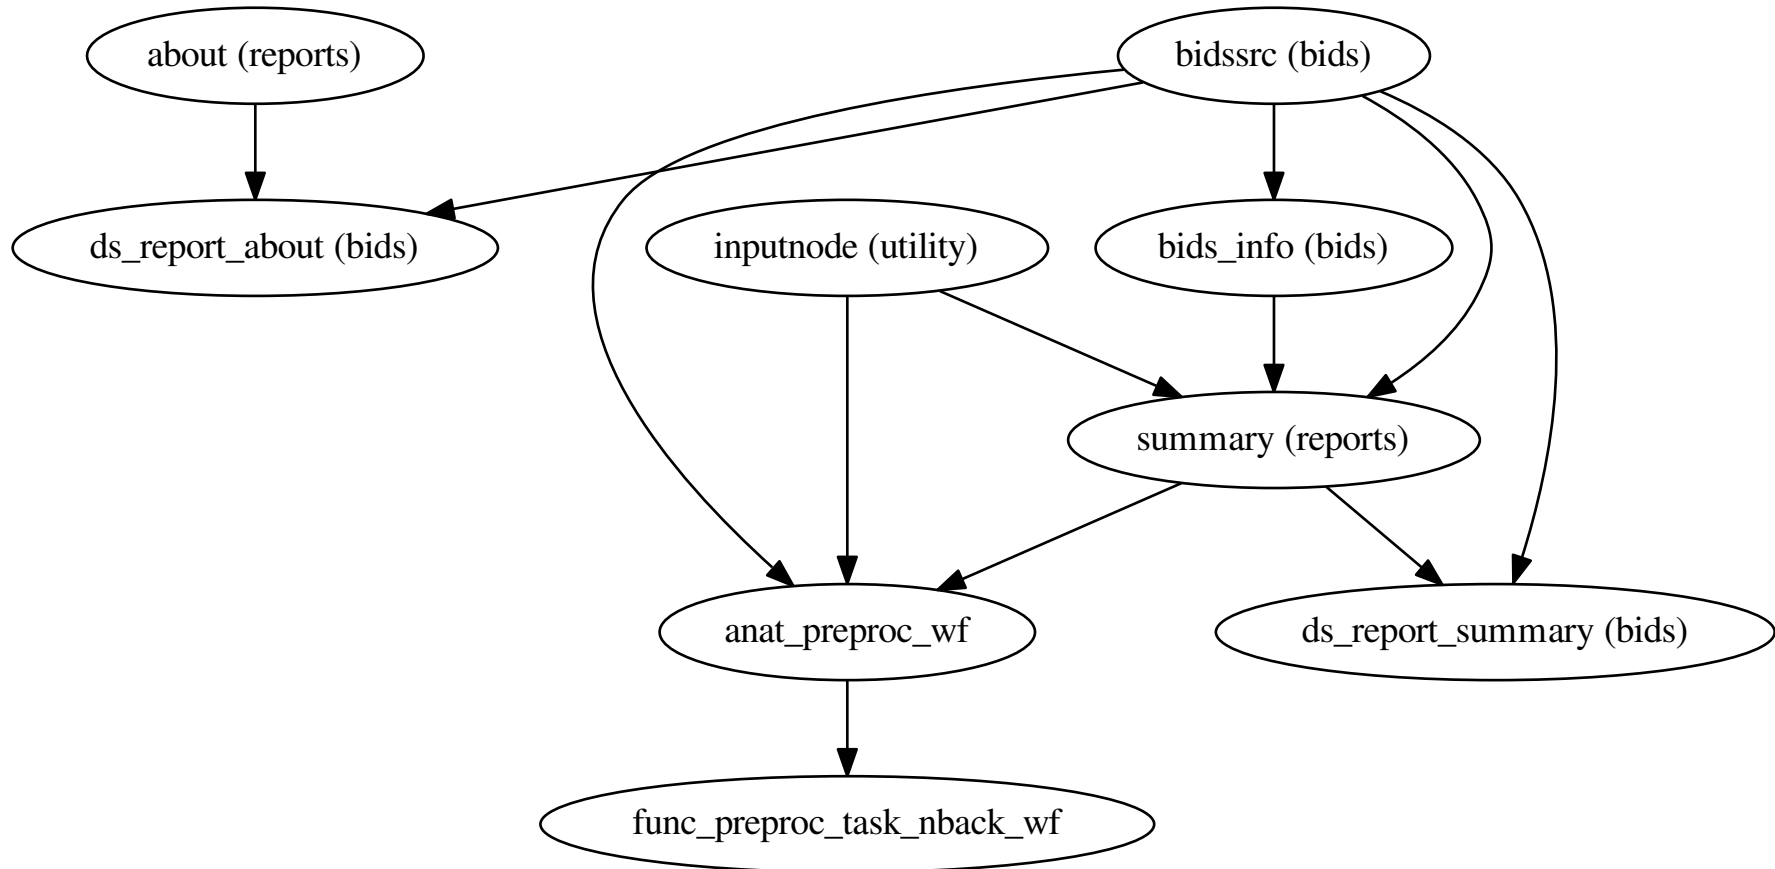 about (reports)
bidssrc (bids)
ds_report_about (bids)
inputnode (utility)
bids_info (bids)
summary (reports)
anat_preproc_wf
ds_report_summary (bids)
func_preproc_task_nback_wf